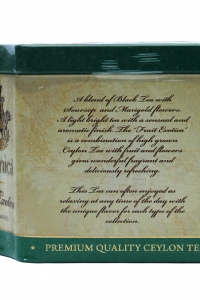 A blend of Black Tea with
Soursop and Marigold flowers.
A light bright tea with a sensual and
aromatic finish. The "Fruit Exotica"
is a combination of high grown
Ceylon Tea with fruit and flowers
gives wonderful fragrant and
deliciously refreshing.
This Tea can often enjoyed as
relaxing at any time of the day with
the unique flavor for each type of the
collection.
PREMIUM QUALITY CEYLON TE